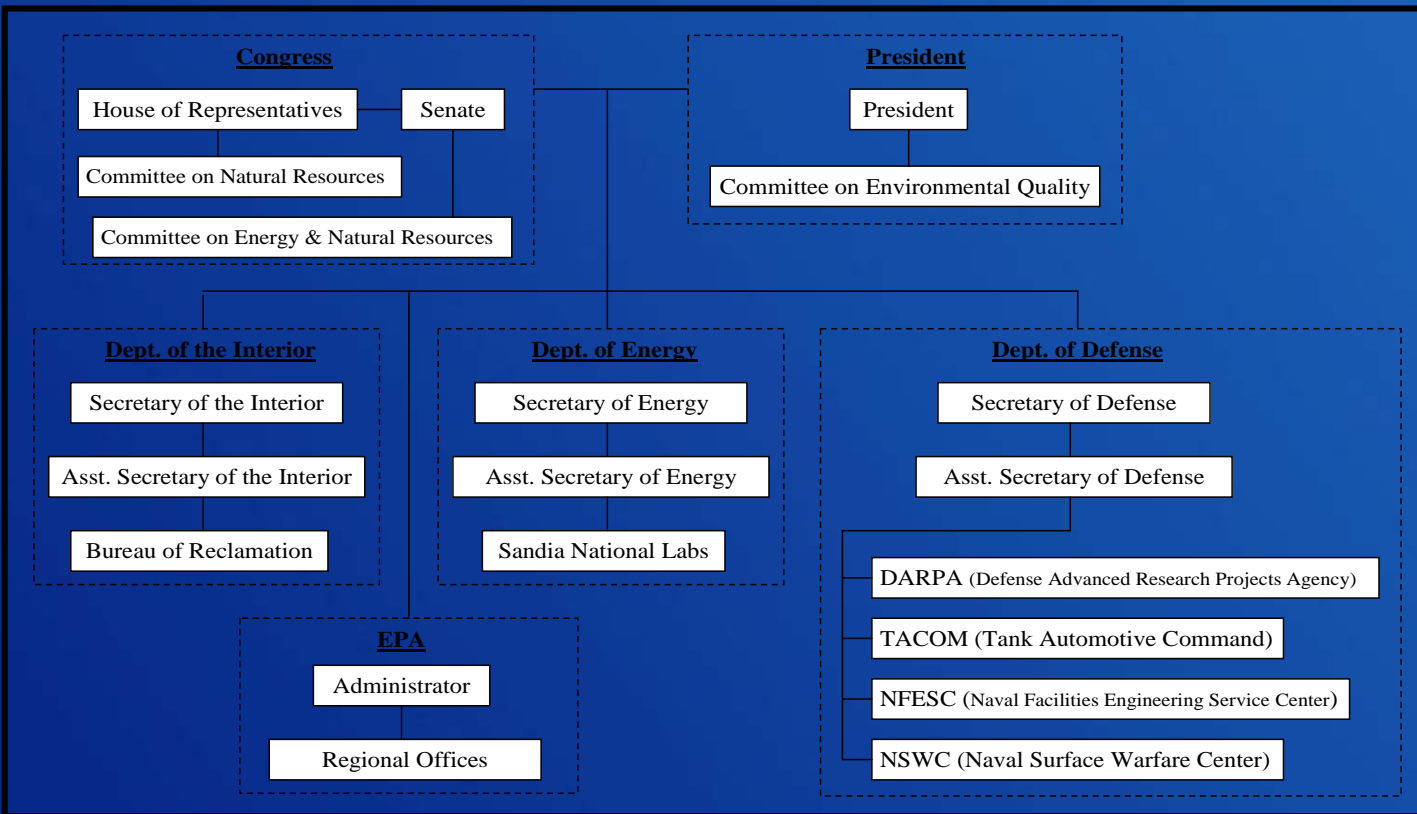 Congress
House of Representatives
Senate
Committee on Natural Resources
Committee on Energy & Natural Resources
President
President
Committee on Environmental Quality
Dept. of the Interior
Secretary of the Interior
Asst. Secretary of the Interior
Bureau of Reclamation
Dept. of Energy
Secretary of Energy
Asst. Secretary of Energy
Sandia National Labs
Dept. of Defense
Secretary of Defense
Asst. Secretary of Defense
DARPA (Defense Advanced Research Projects Agency)
TACOM (Tank Automotive Command)
NFESC (Naval Facilities Engineering Service Center)
NSWC (Naval Surface Warfare Center)
EPA
Administrator
Regional Offices